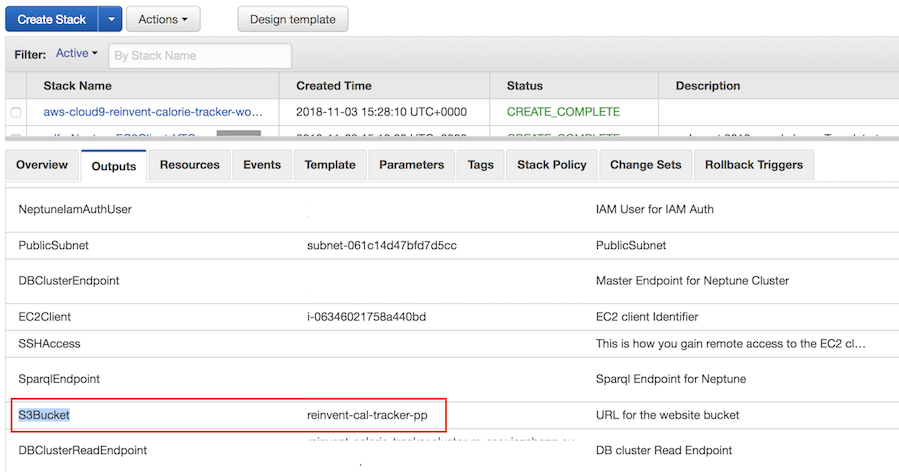 Create Stack Actions Design template
Filter: Active By Stack Name
Stack Name Created Time Status Description
aws-cloud9-reinvent-calorie-tracker-wo... 2018-11-03 15:28:10 UTC+0000 CREATE_COMPLETE
Overview Outputs Resources Events Template Parameters Tags Stack Policy Change Sets Rollback Triggers
NeptuneIamAuthUser IAM User for IAM Auth
PublicSubnet subnet-061c14d47bfd7d5cc PublicSubnet
DBClusterEndpoint Master Endpoint for Neptune Cluster
EC2Client i-06346021758a440bd EC2 client Identifier
SSHAccess This is how you gain remote access to the EC2 cl...
SparqlEndpoint Sparql Endpoint for Neptune
S3Bucket reinvent-cal-tracker-pp URL for the website bucket
DBClusterReadEndpoint DB cluster Read Endpoint